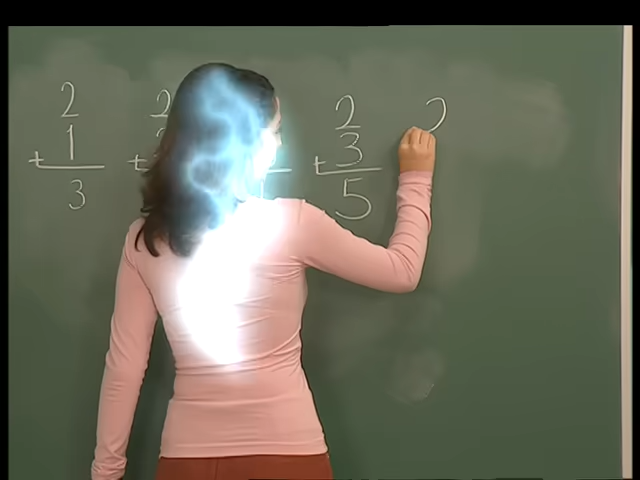 2 2 2 2
1 3
+ + +
3 5